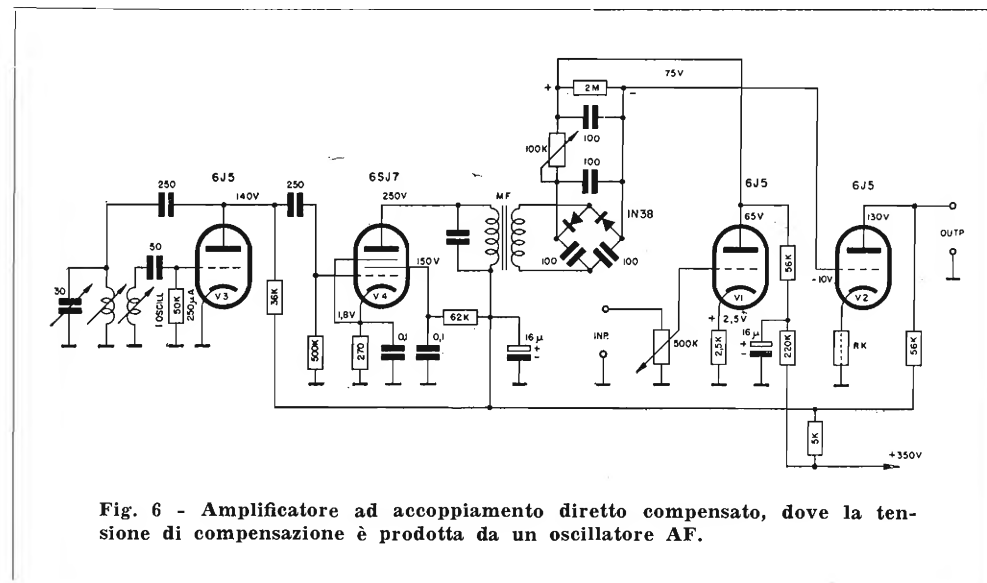 75V
+ 2M -
100
100K
100
250 6J5 140V 250 6SJ7 250V MF 1N38 6J5 6J5
65V 130V
OUTP.
50
100 100
150V
56K
-10V
30
I OSCILL
50K
250µA
V3
36K
V4
V1
V2
1,8V
62K
INP.
+ 2,5V
16µ
+
-
500K
270
0,1
0,1
16µ
+
-
500K
2,5K
220K
RK
56K
5K
+350V
Fig. 6 - Amplificatore ad accoppiamento diretto compensato, dove la ten-
sione di compensazione è prodotta da un oscillatore AF.